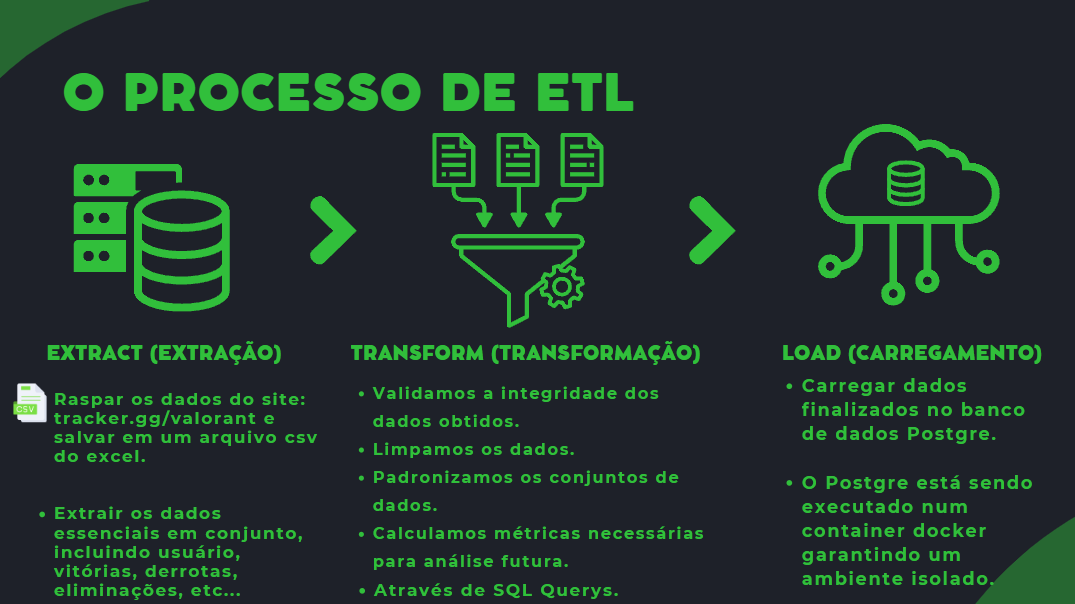 O PROCESSO DE ETL
EXTRACT (EXTRAÇÃO)
CSV
Raspar os dados do site:
tracker.gg/valorant e
salvar em um arquivo csv
do excel.
• Extrair os dados
essenciais em conjunto,
incluindo usuário,
vitórias, derrotas,
eliminações, etc...
TRANSFORM (TRANSFORMAÇÃO)
• Validamos a integridade dos
dados obtidos.
• Limpamos os dados.
• Padronizamos os conjuntos de
dados.
• Calculamos métricas necessárias
para análise futura.
• Através de SQL Querys.
LOAD (CARREGAMENTO)
• Carregar dados
finalizados no banco
de dados Postgre.
• O Postgre está sendo
executado num
container docker
garantindo um
ambiente isolado.